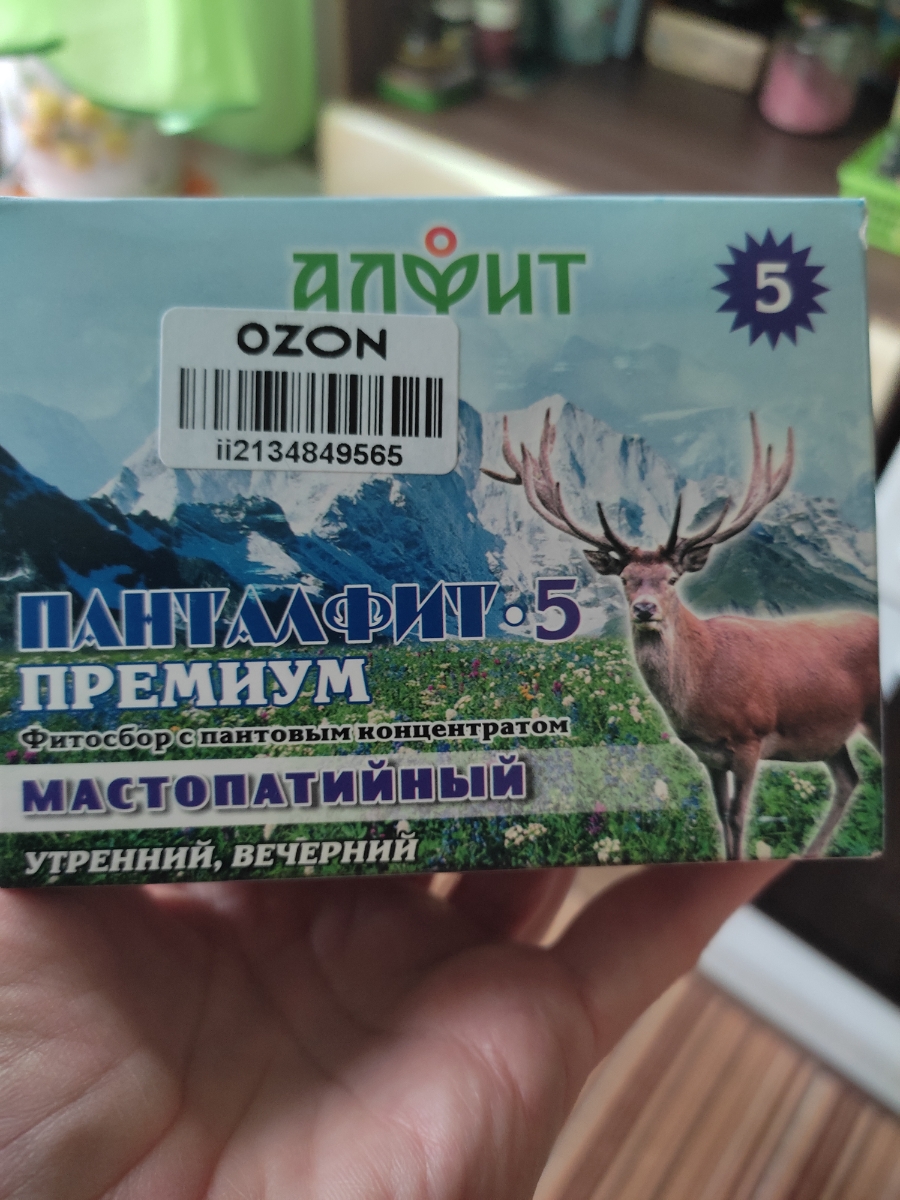 АЛФИТ
5
OZON
ii2134849565
ПАНТАЛФИТ•5
ПРЕМИУМ
Фитосбор с пантовым концентратом
МАСТОПАТИЙНЫЙ
УТРЕННИЙ, ВЕЧЕРНИЙ